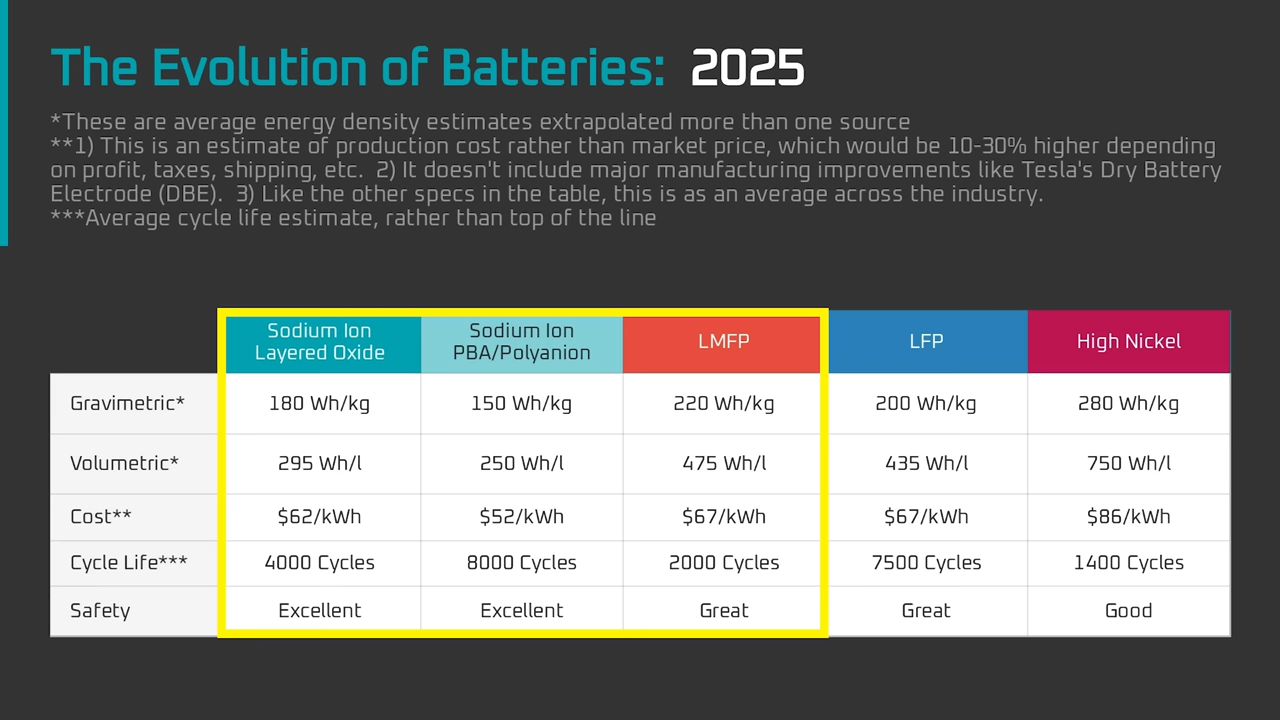 The Evolution of Batteries: 2025
*These are average energy density estimates extrapolated more than one source
**1) This is an estimate of production cost rather than market price, which would be 10-30% higher depending
on profit, taxes, shipping, etc. 2) It doesn't include major manufacturing improvements like Tesla's Dry Battery
Electrode (DBE). 3) Like the other specs in the table, this is as an average across the industry.
***Average cycle life estimate, rather than top of the line
Sodium Ion Layered Oxide Sodium Ion PBA/Polyanion LMFP LFP High Nickel
Gravimetric* 180 Wh/kg 150 Wh/kg 220 Wh/kg 200 Wh/kg 280 Wh/kg
Volumetric* 295 Wh/l 250 Wh/l 475 Wh/l 435 Wh/l 750 Wh/l
Cost** $62/kWh $52/kWh $67/kWh $67/kWh $86/kWh
Cycle Life*** 4000 Cycles 8000 Cycles 2000 Cycles 7500 Cycles 1400 Cycles
Safety Excellent Excellent Great Great Good